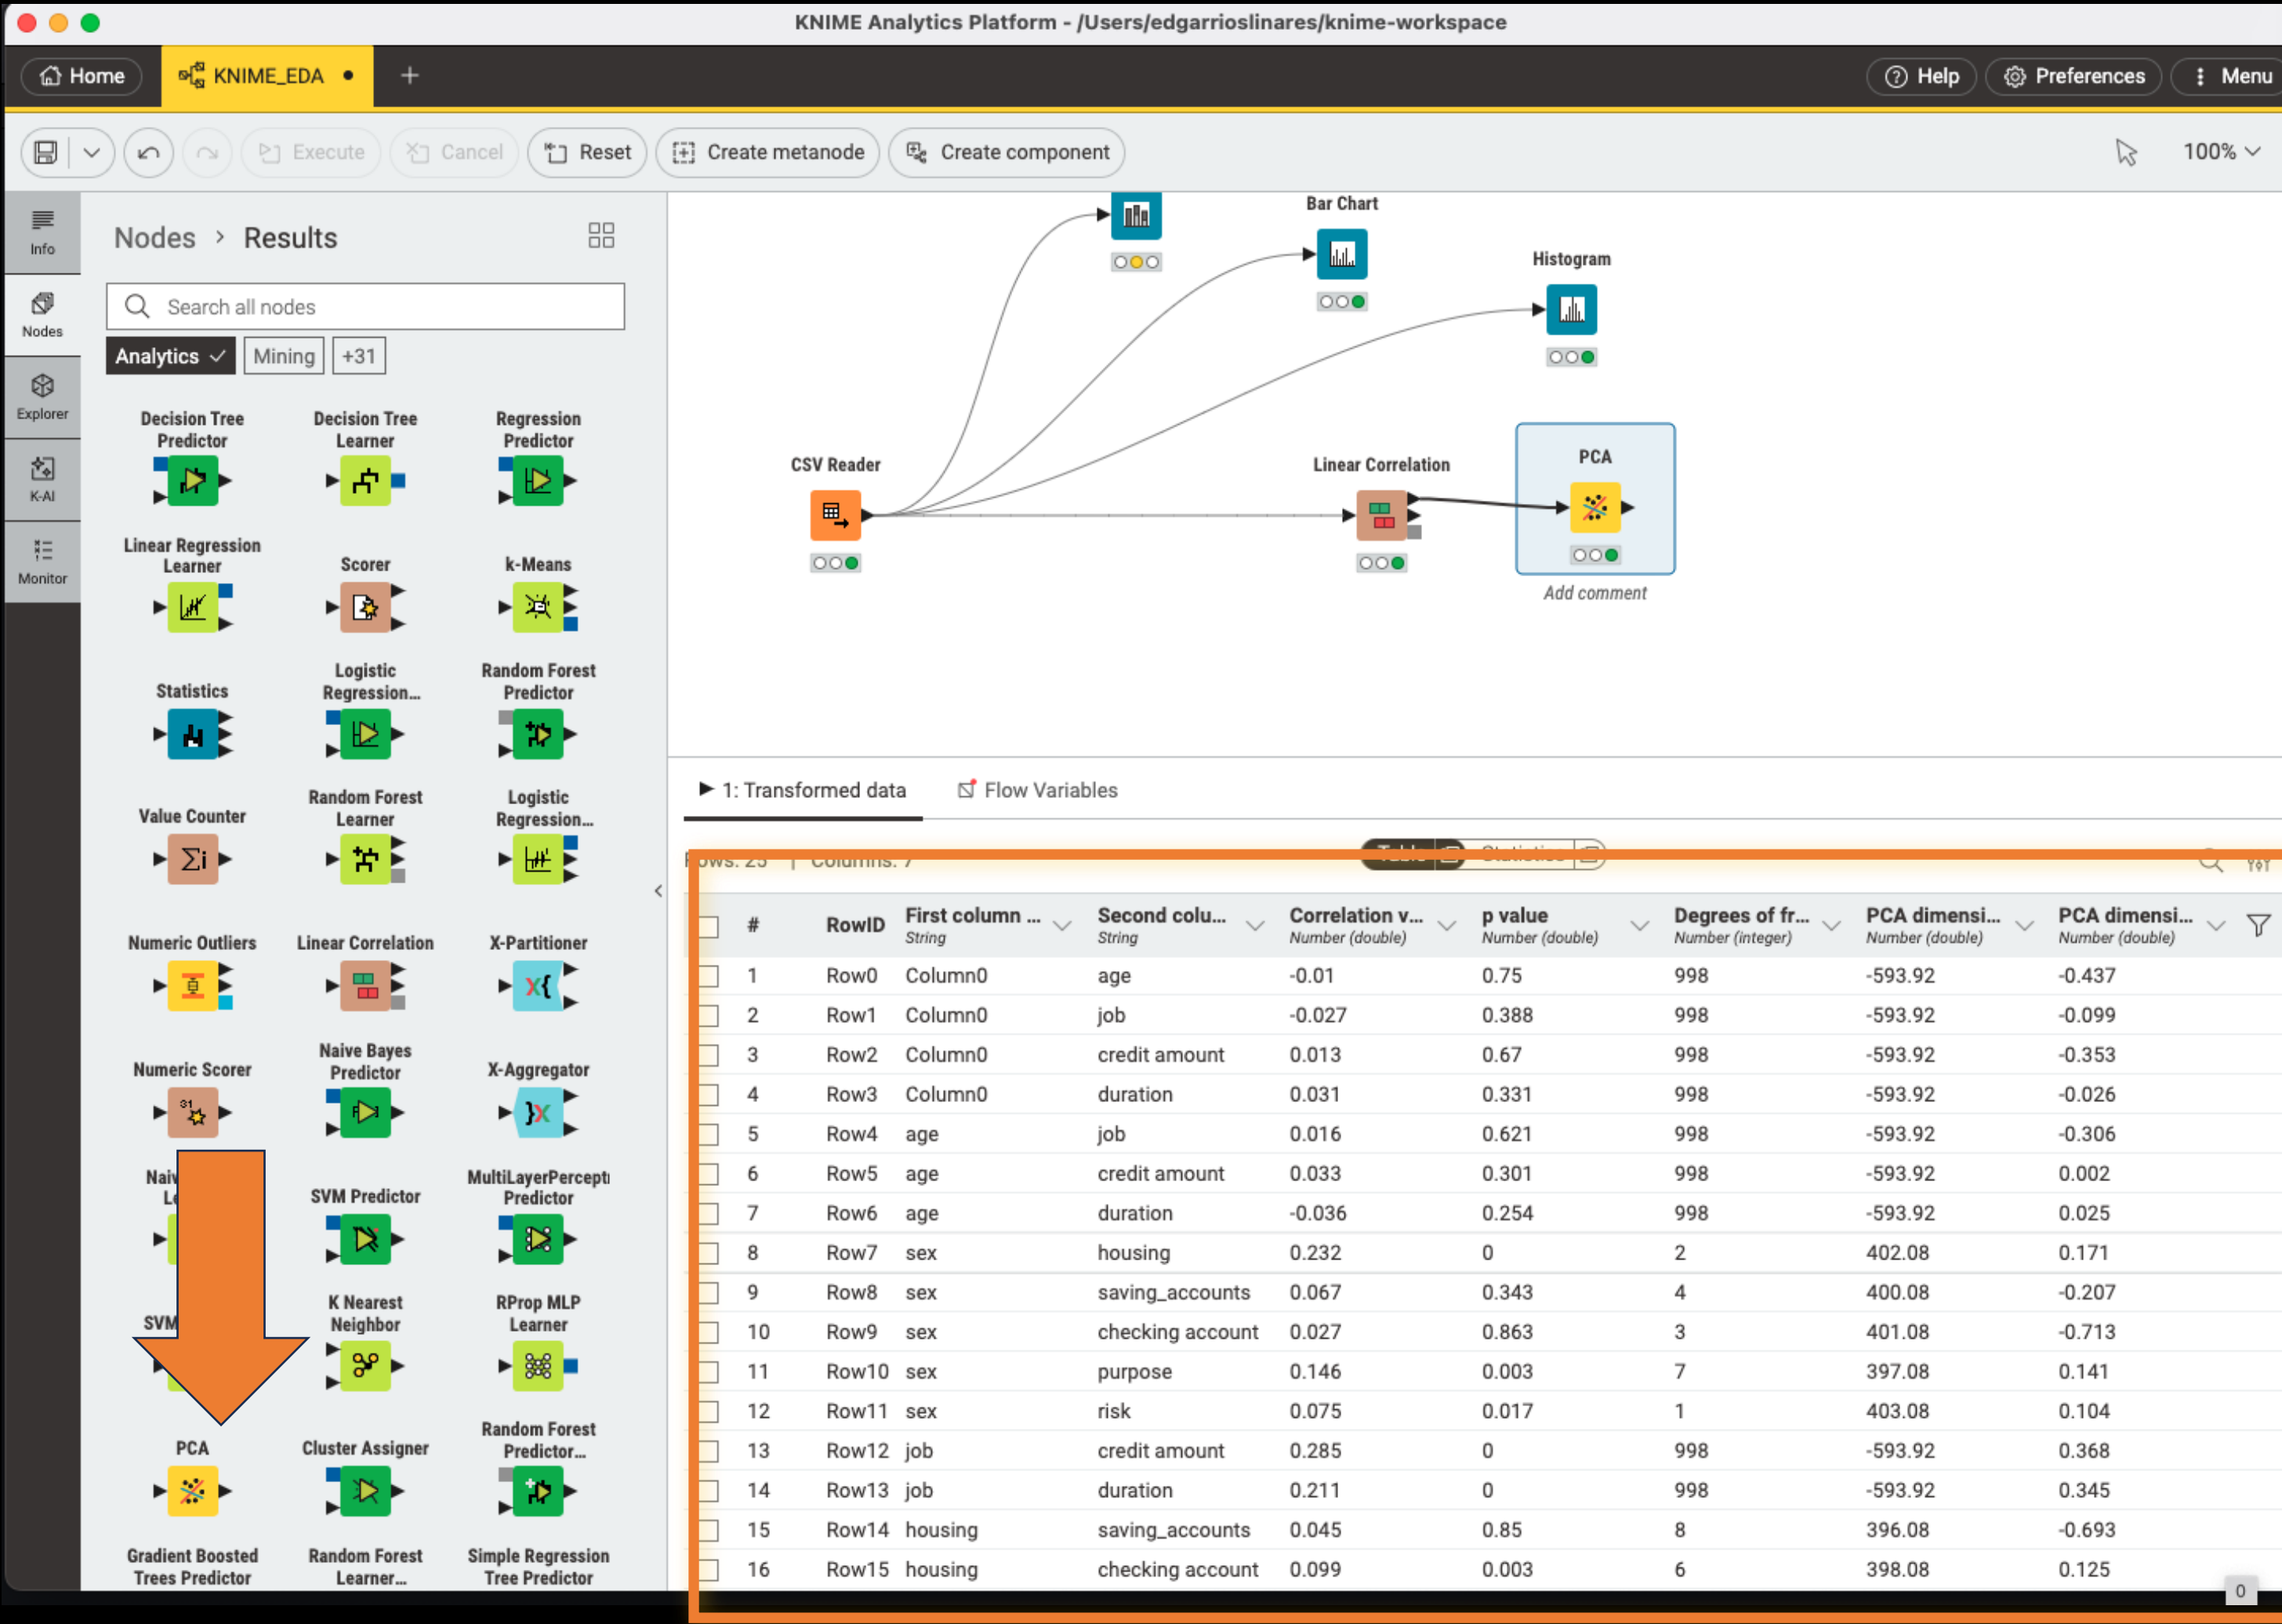 KNIME Analytics Platform - /Users/edgarrioslinares/knime-workspace
Home
KNIME_EDA
Help
Preferences
Menu
Execute
Cancel
Reset
Create metanode
Create component
100%
Info
Nodes
Explorer
K-AI
Monitor
Nodes > Results
Search all nodes
Analytics
Mining
+31
Decision Tree
Predictor
Decision Tree
Learner
Regression
Predictor
Linear Regression
Learner
Scorer
k-Means
Statistics
Logistic
Regression...
Random Forest
Predictor
Value Counter
Random Forest
Learner
Logistic
Regression...
Numeric Outliers
Linear Correlation
X-Partitioner
Numeric Scorer
Naive Bayes
Predictor
X-Aggregator
Naiv
SVM Predictor
MultiLayerPercept
Predictor
SVM
K Nearest
Neighbor
RProp MLP
Learner
PCA
Cluster Assigner
Random Forest
Predictor...
Gradient Boosted
Trees Predictor
Random Forest
Learner...
Simple Regression
Tree Predictor
Bar Chart
Histogram
CSV Reader
Linear Correlation
PCA
Add comment
1: Transformed data
Flow Variables
Rows: 25 | Columns: 7
Table
Statistics
# RowID First column ... Second colu... Correlation v... p value Degrees of fr... PCA dimensi... PCA dimensi...
String String Number (double) Number (double) Number (integer) Number (double) Number (double)
1 Row0 Column0 age -0.01 0.75 998 -593.92 -0.437
2 Row1 Column0 job -0.027 0.388 998 -593.92 -0.099
3 Row2 Column0 credit amount 0.013 0.67 998 -593.92 -0.353
4 Row3 Column0 duration 0.031 0.331 998 -593.92 -0.026
5 Row4 age job 0.016 0.621 998 -593.92 -0.306
6 Row5 age credit amount 0.033 0.301 998 -593.92 0.002
7 Row6 age duration -0.036 0.254 998 -593.92 0.025
8 Row7 sex housing 0.232 0 2 402.08 0.171
9 Row8 sex saving_accounts 0.067 0.343 4 400.08 -0.207
10 Row9 sex checking account 0.027 0.863 3 401.08 -0.713
11 Row10 sex purpose 0.146 0.003 7 397.08 0.141
12 Row11 sex risk 0.075 0.017 1 403.08 0.104
13 Row12 job credit amount 0.285 0 998 -593.92 0.368
14 Row13 job duration 0.211 0 998 -593.92 0.345
15 Row14 housing saving_accounts 0.045 0.85 8 396.08 -0.693
16 Row15 housing checking account 0.099 0.003 6 398.08 0.125
0